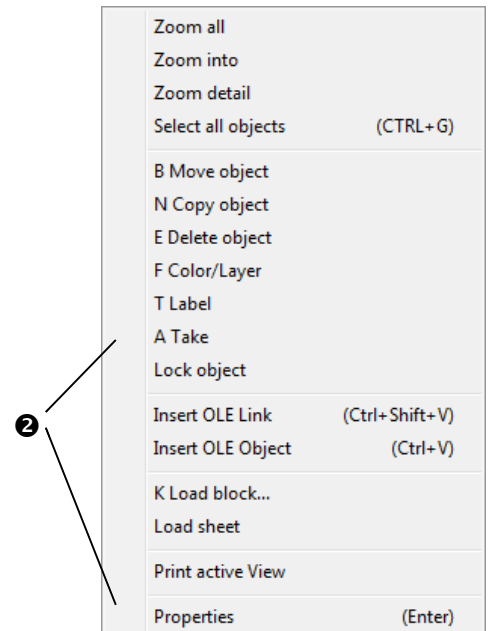 Zoom all
Zoom into
Zoom detail
Select all objects (CTRL+G)
B Move object
N Copy object
E Delete object
F Color/Layer
T Label
A Take
Lock object
❷
Insert OLE Link (Ctrl+Shift+V)
Insert OLE Object (Ctrl+V)
K Load block...
Load sheet
Print active View
Properties (Enter)